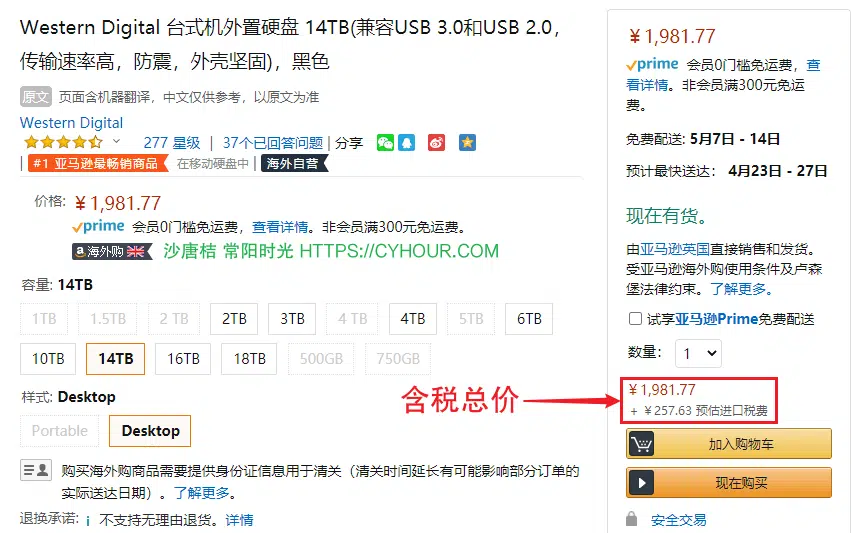 Western Digital 台式机外置硬盘 14TB(兼容USB 3.0和USB 2.0，
传输速率高，防震，外壳坚固)，黑色
原文 页面含机器翻译，中文仅供参考，以原文为准
Western Digital
277 星级 | 37个已回答问题 | 分享
| #1 亚马逊最畅销商品 在移动硬盘中 | 海外自营
价格: ¥1,981.77
prime 会员0门槛免运费，查看详情。非会员满300元免运费。
a 海外购 沙唐桔 常阳时光 HTTPS://CYHOUR.COM
容量: 14TB
1TB 1.5TB 2 TB 2TB 3TB 4 TB 4TB 5TB 6TB
10TB 14TB 16TB 18TB 500GB 750GB
样式: Desktop
Portable Desktop
购买海外购商品需要提供身份证信息用于清关（清关时间延长有可能影响部分订单的
实际送达日期）。了解更多。
退换承诺: i 不支持无理由退货。详情
¥1,981.77
prime 会员0门槛免运费，查
看详情。非会员满300元免运
费。
免费配送: 5月7日 - 14日
预计最快送达： 4月23日 - 27日
现在有货。
由亚马逊英国直接销售和发货。
受亚马逊海外购使用条件及卢森
堡法律约束。了解更多。
试享亚马逊Prime免费配送
数量: 1
含税总价
¥1,981.77
+ ¥257.63 预估进口税费
加入购物车
现在购买
安全交易